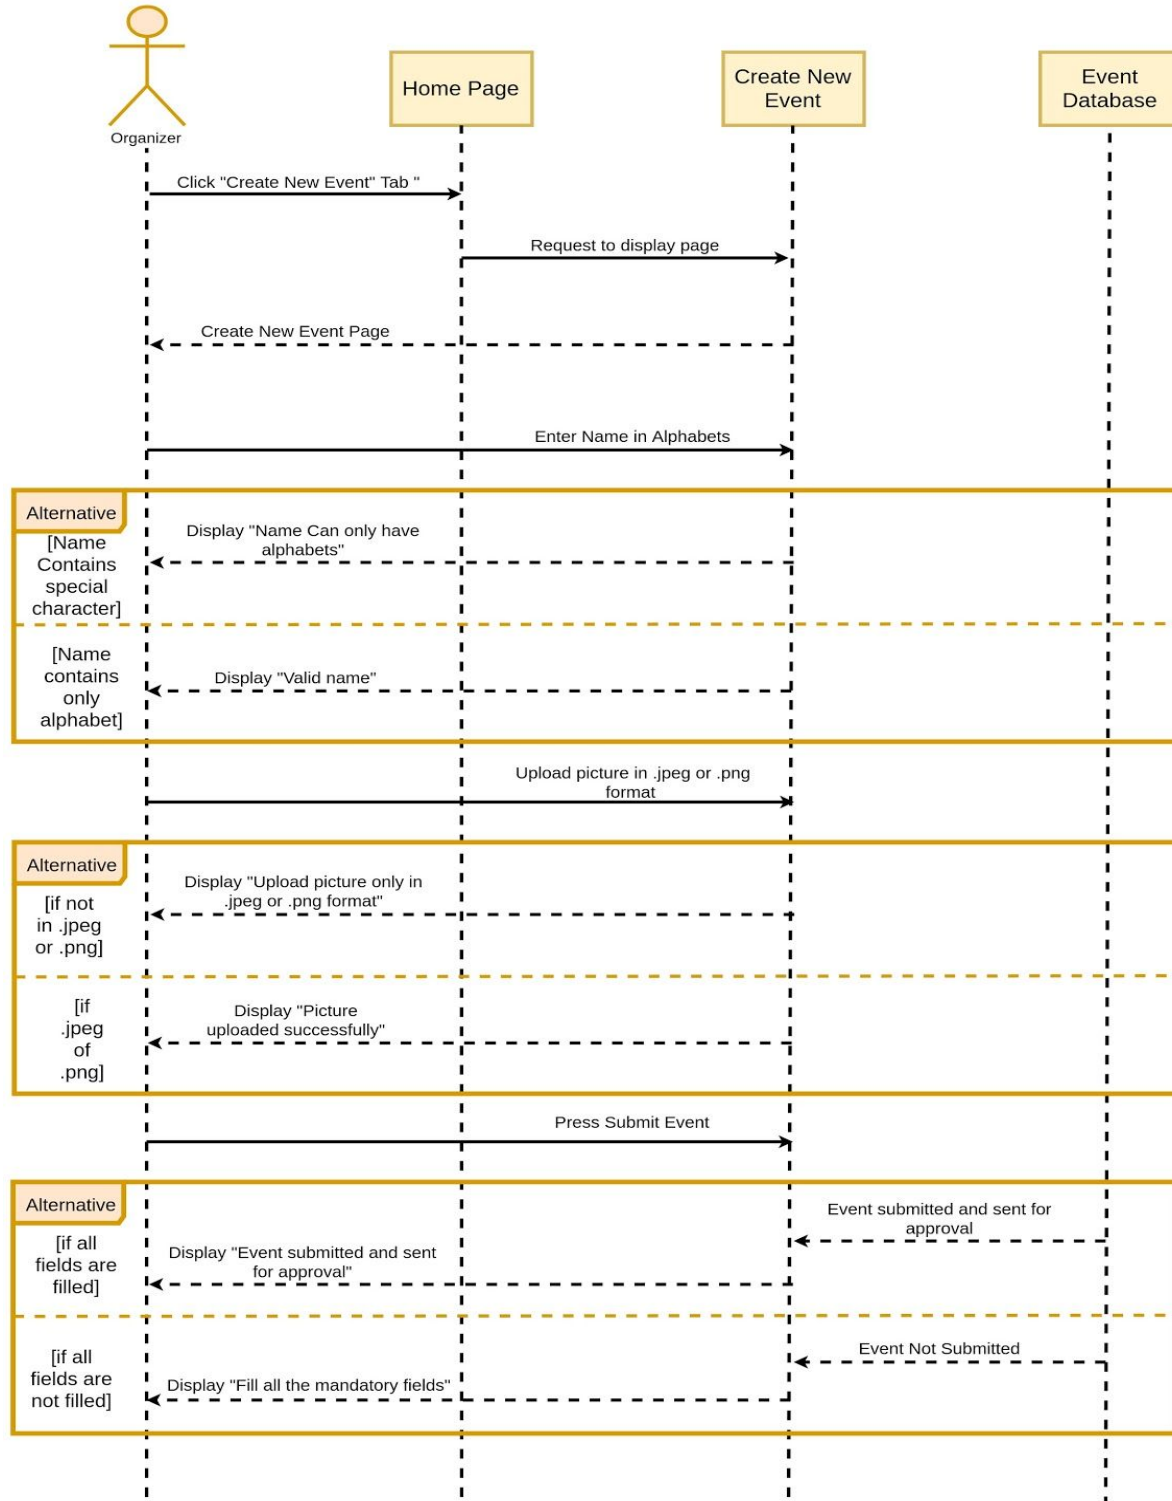 Organizer
Home Page
Create New
Event
Event
Database
Click "Create New Event" Tab "
Request to display page
Create New Event Page
Enter Name in Alphabets
Alternative
[Name
Contains
special
character]
Display "Name Can only have
alphabets"
[Name
contains
only
alphabet]
Display "Valid name"
Upload picture in .jpeg or .png
format
Alternative
[if not
in .jpeg
or .png]
Display "Upload picture only in
.jpeg or .png format"
[if
.jpeg
of
.png]
Display "Picture
uploaded successfully"
Press Submit Event
Alternative
[if all
fields are
filled]
Event submitted and sent for
approval
Display "Event submitted and sent
for approval"
[if all
fields are
not filled]
Event Not Submitted
Display "Fill all the mandatory fields"